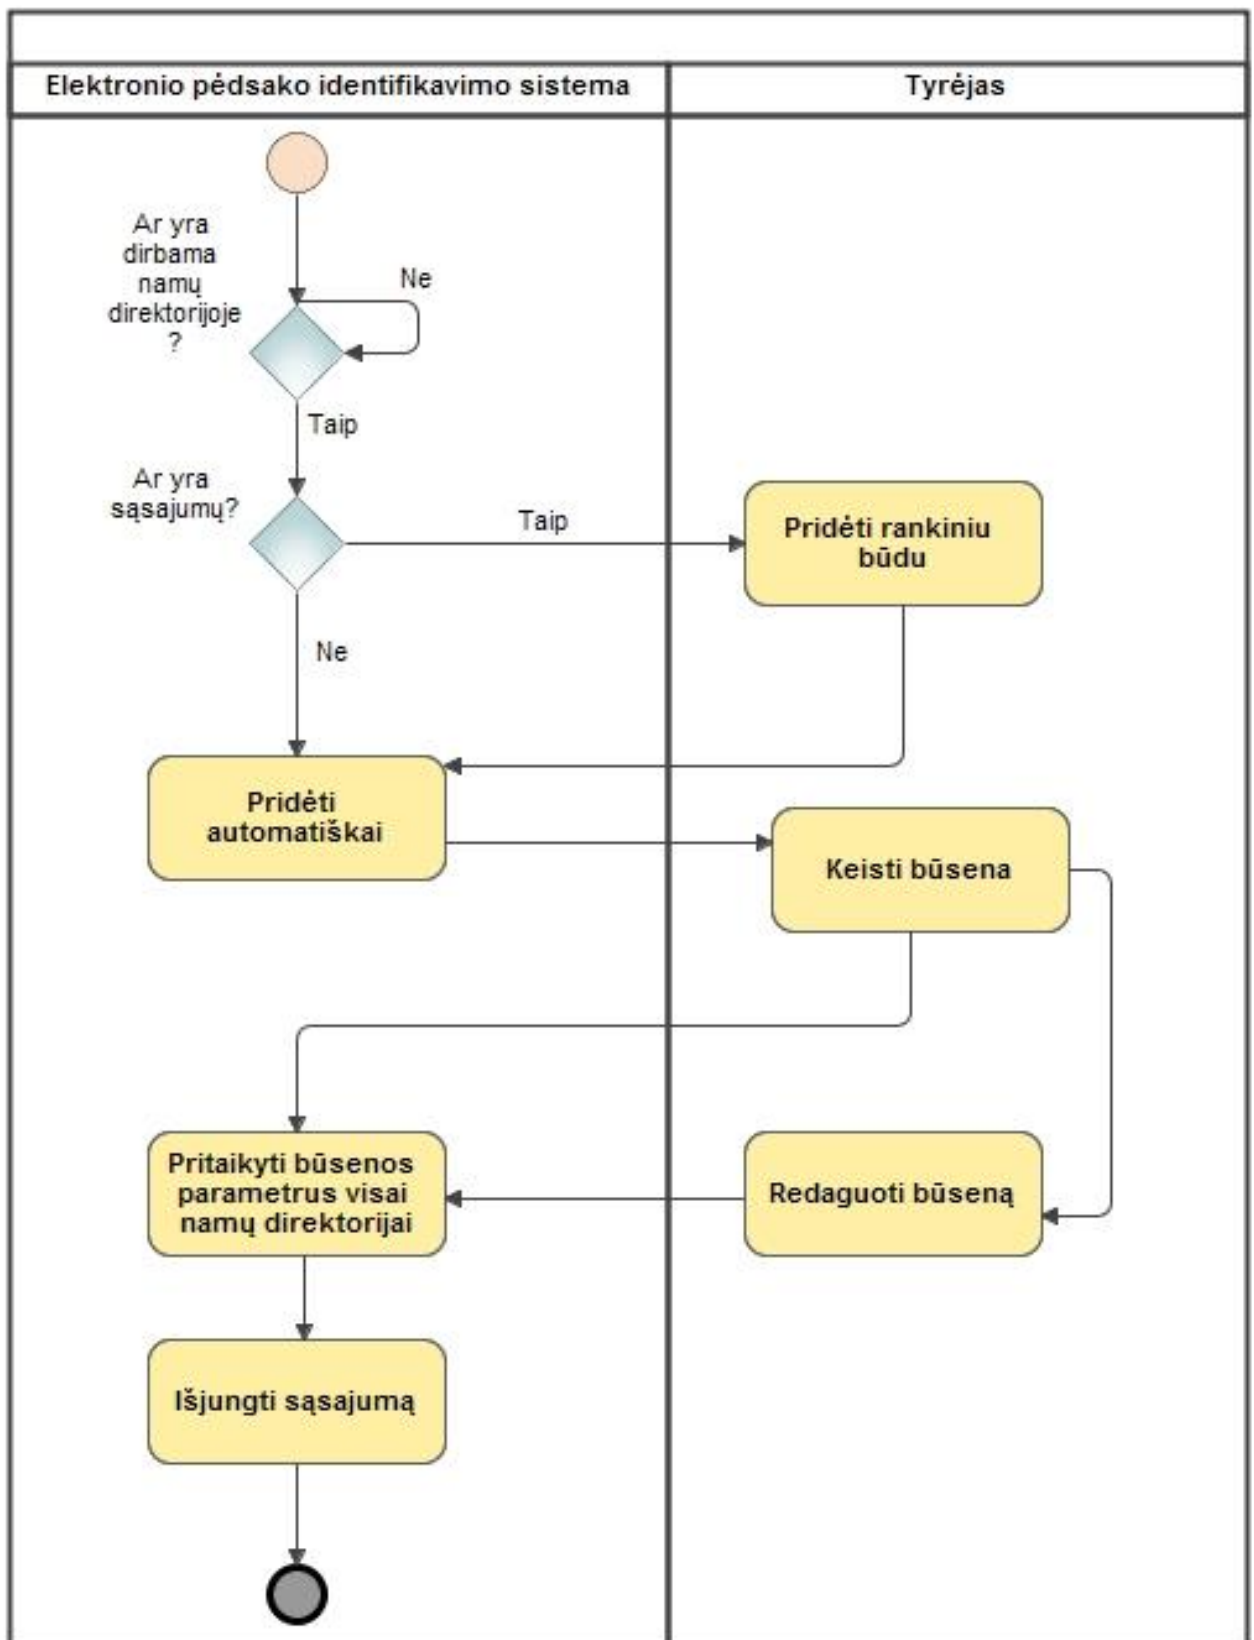 Elektronio pėdsako identifikavimo sistema
Tyrėjas
Ar yra
dirbama
namų
direktorijoje
?
Ne
Taip
Ar yra
sąsajumų?
Taip
Pridėti rankiniu
būdu
Ne
Pridėti
automatiškai
Keisti būsena
Pritaikyti būsenos
parametrus visai
namų direktorijai
Redaguoti būseną
Išjungti sąsajumą